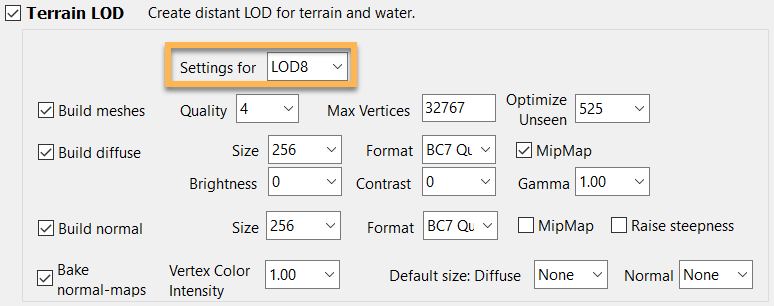 Terrain LOD Create distant LOD for terrain and water.
Settings for LOD8
Build meshes Quality 4 Max Vertices 32767 Optimize Unseen 525
Build diffuse Size 256 Format BC7 Qu MipMap
Brightness 0 Contrast 0 Gamma 1.00
Build normal Size 256 Format BC7 Qu MipMap Raise steepness
Bake normal-maps Vertex Color Intensity 1.00 Default size: Diffuse None Normal None